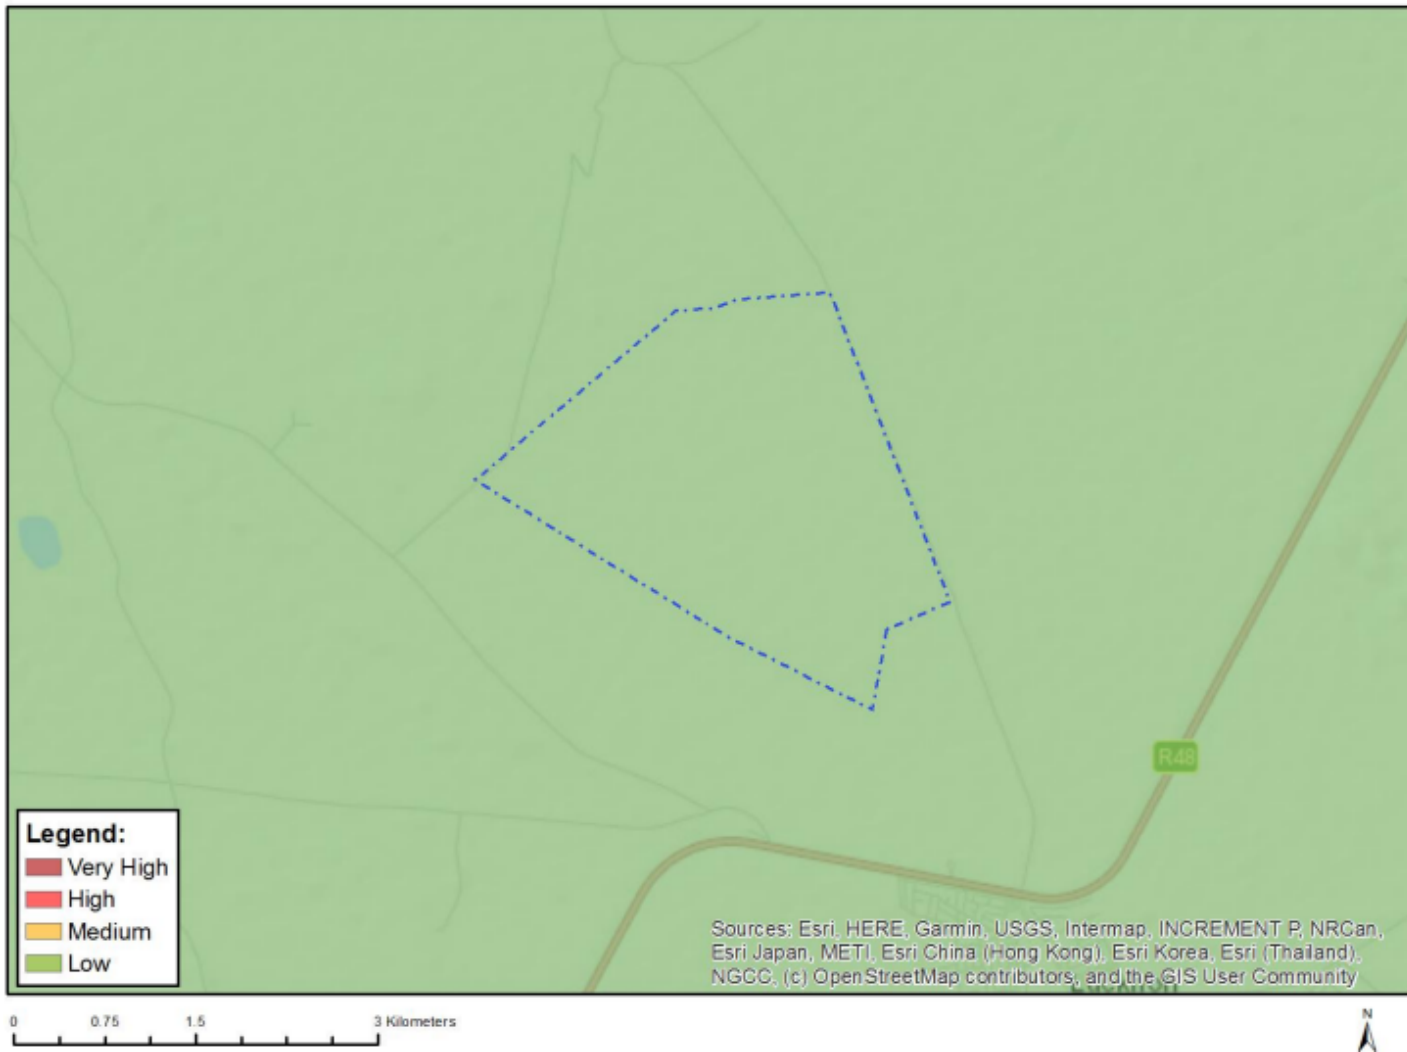 R48
Legend:
Very High
High
Medium
Low
Sources: Esri, HERE, Garmin, USGS, Intermap, INCREMENT P, NRCan,
Esri Japan, METI, Esri China (Hong Kong), Esri Korea, Esri (Thailand),
NGCC, (c) OpenStreetMap contributors, and the GIS User Community
0 0.75 1.5 3 Kilometers
N